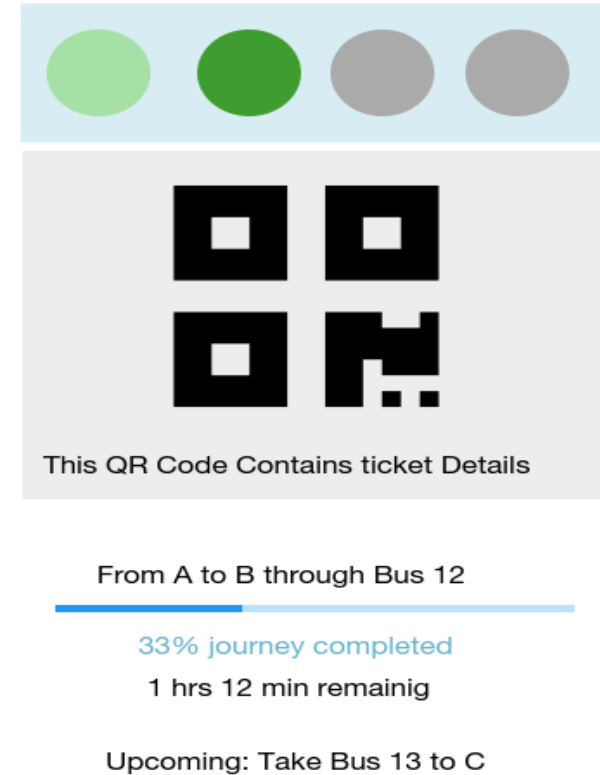 This QR Code Contains ticket Details
From A to B through Bus 12
33% journey completed
1 hrs 12 min remainig
Upcoming: Take Bus 13 to C